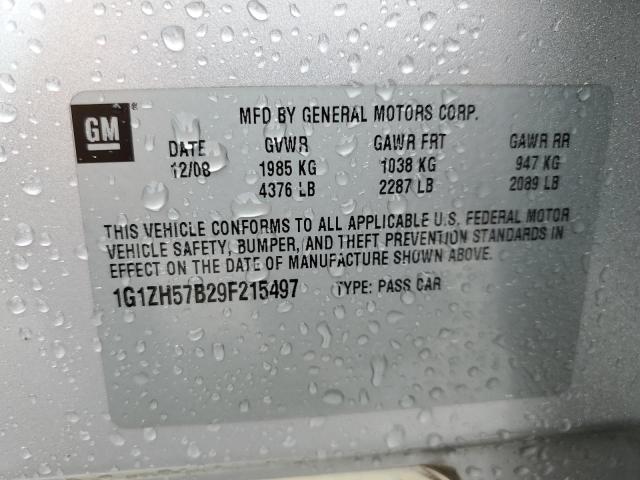 GM ® MFD BY GENERAL MOTORS CORP.
DATE GVWR GAWR FRT GAWR RR
12/08 1985 KG 1038 KG 947 KG
4376 LB 2287 LB 2089 LB
THIS VEHICLE CONFORMS TO ALL APPLICABLE U.S. FEDERAL MOTOR
VEHICLE SAFETY, BUMPER, AND THEFT PREVENTION STANDARDS IN
EFFECT ON THE DATE OF MANUFACTURE SHOWN ABOVE.
1G1ZH57B29F215497 TYPE: PASS CAR